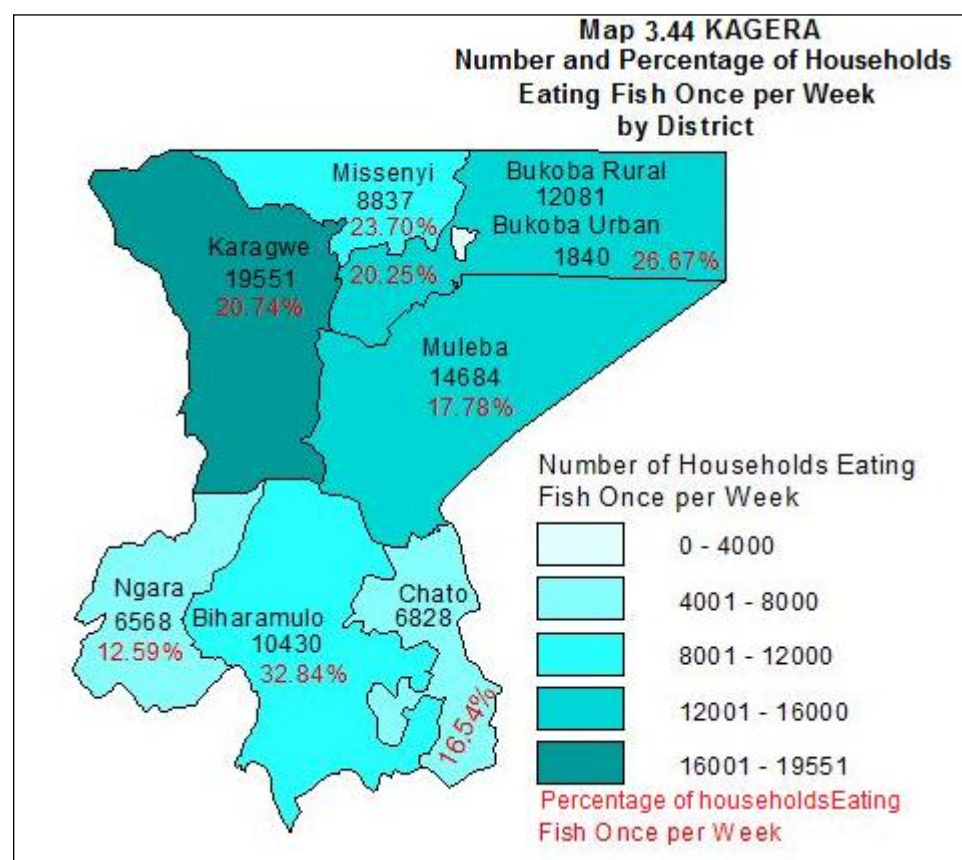 Map 3.44 KAGERA
Number and Percentage of Households
Eating Fish Once per Week
by District
Missenyi
8837
23.70%
Bukoba Rural
12081
Bukoba Urban
1840 26.67%
20.25%
Karagwe
19551
20.74%
Muleba
14684
17.78%
Ngara
6568
12.59%
Biharamulo
10430
32.84%
Chato
6828
16.54%
Number of Households Eating
Fish Once per Week
0 - 4000
4001 - 8000
8001 - 12000
12001 - 16000
16001 - 19551
Percentage of householdsEating
Fish Once per Week